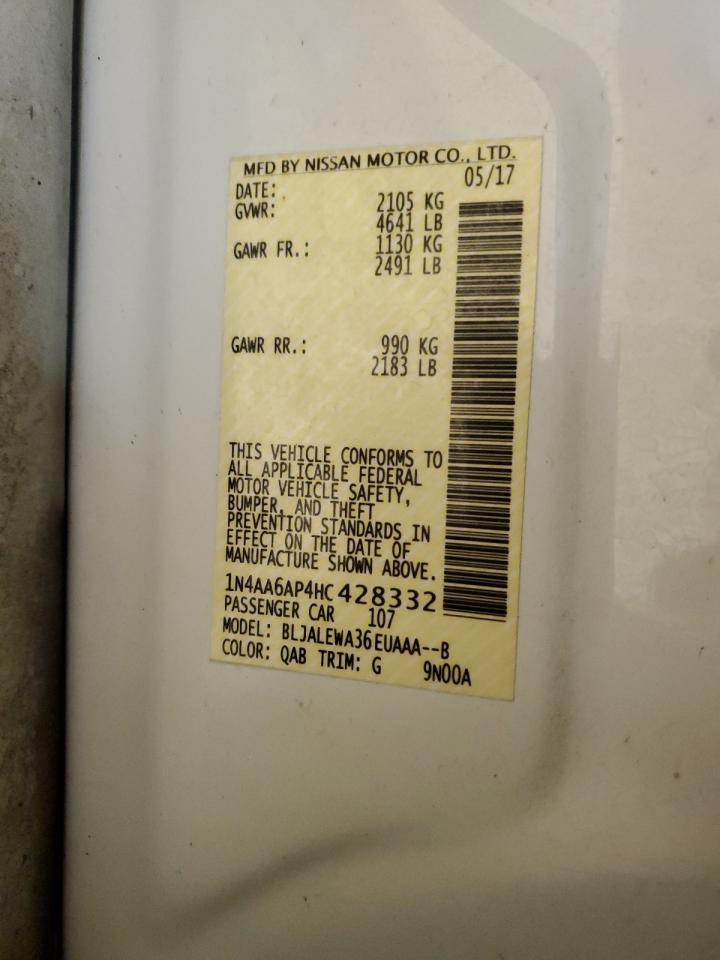 MFD BY NISSAN MOTOR CO., LTD.
DATE: 05/17
GVWR: 2105 KG
4641 LB
GAWR FR.: 1130 KG
2491 LB
GAWR RR.: 990 KG
2183 LB
THIS VEHICLE CONFORMS TO
ALL APPLICABLE FEDERAL
MOTOR VEHICLE SAFETY,
BUMPER, AND THEFT
PREVENTION STANDARDS IN
EFFECT ON THE DATE OF
MANUFACTURE SHOWN ABOVE.
1N4AA6AP4HC428332
PASSENGER CAR 107
MODEL: BLJALEWA36EUAAA--B
COLOR: QAB TRIM: G 9N00A